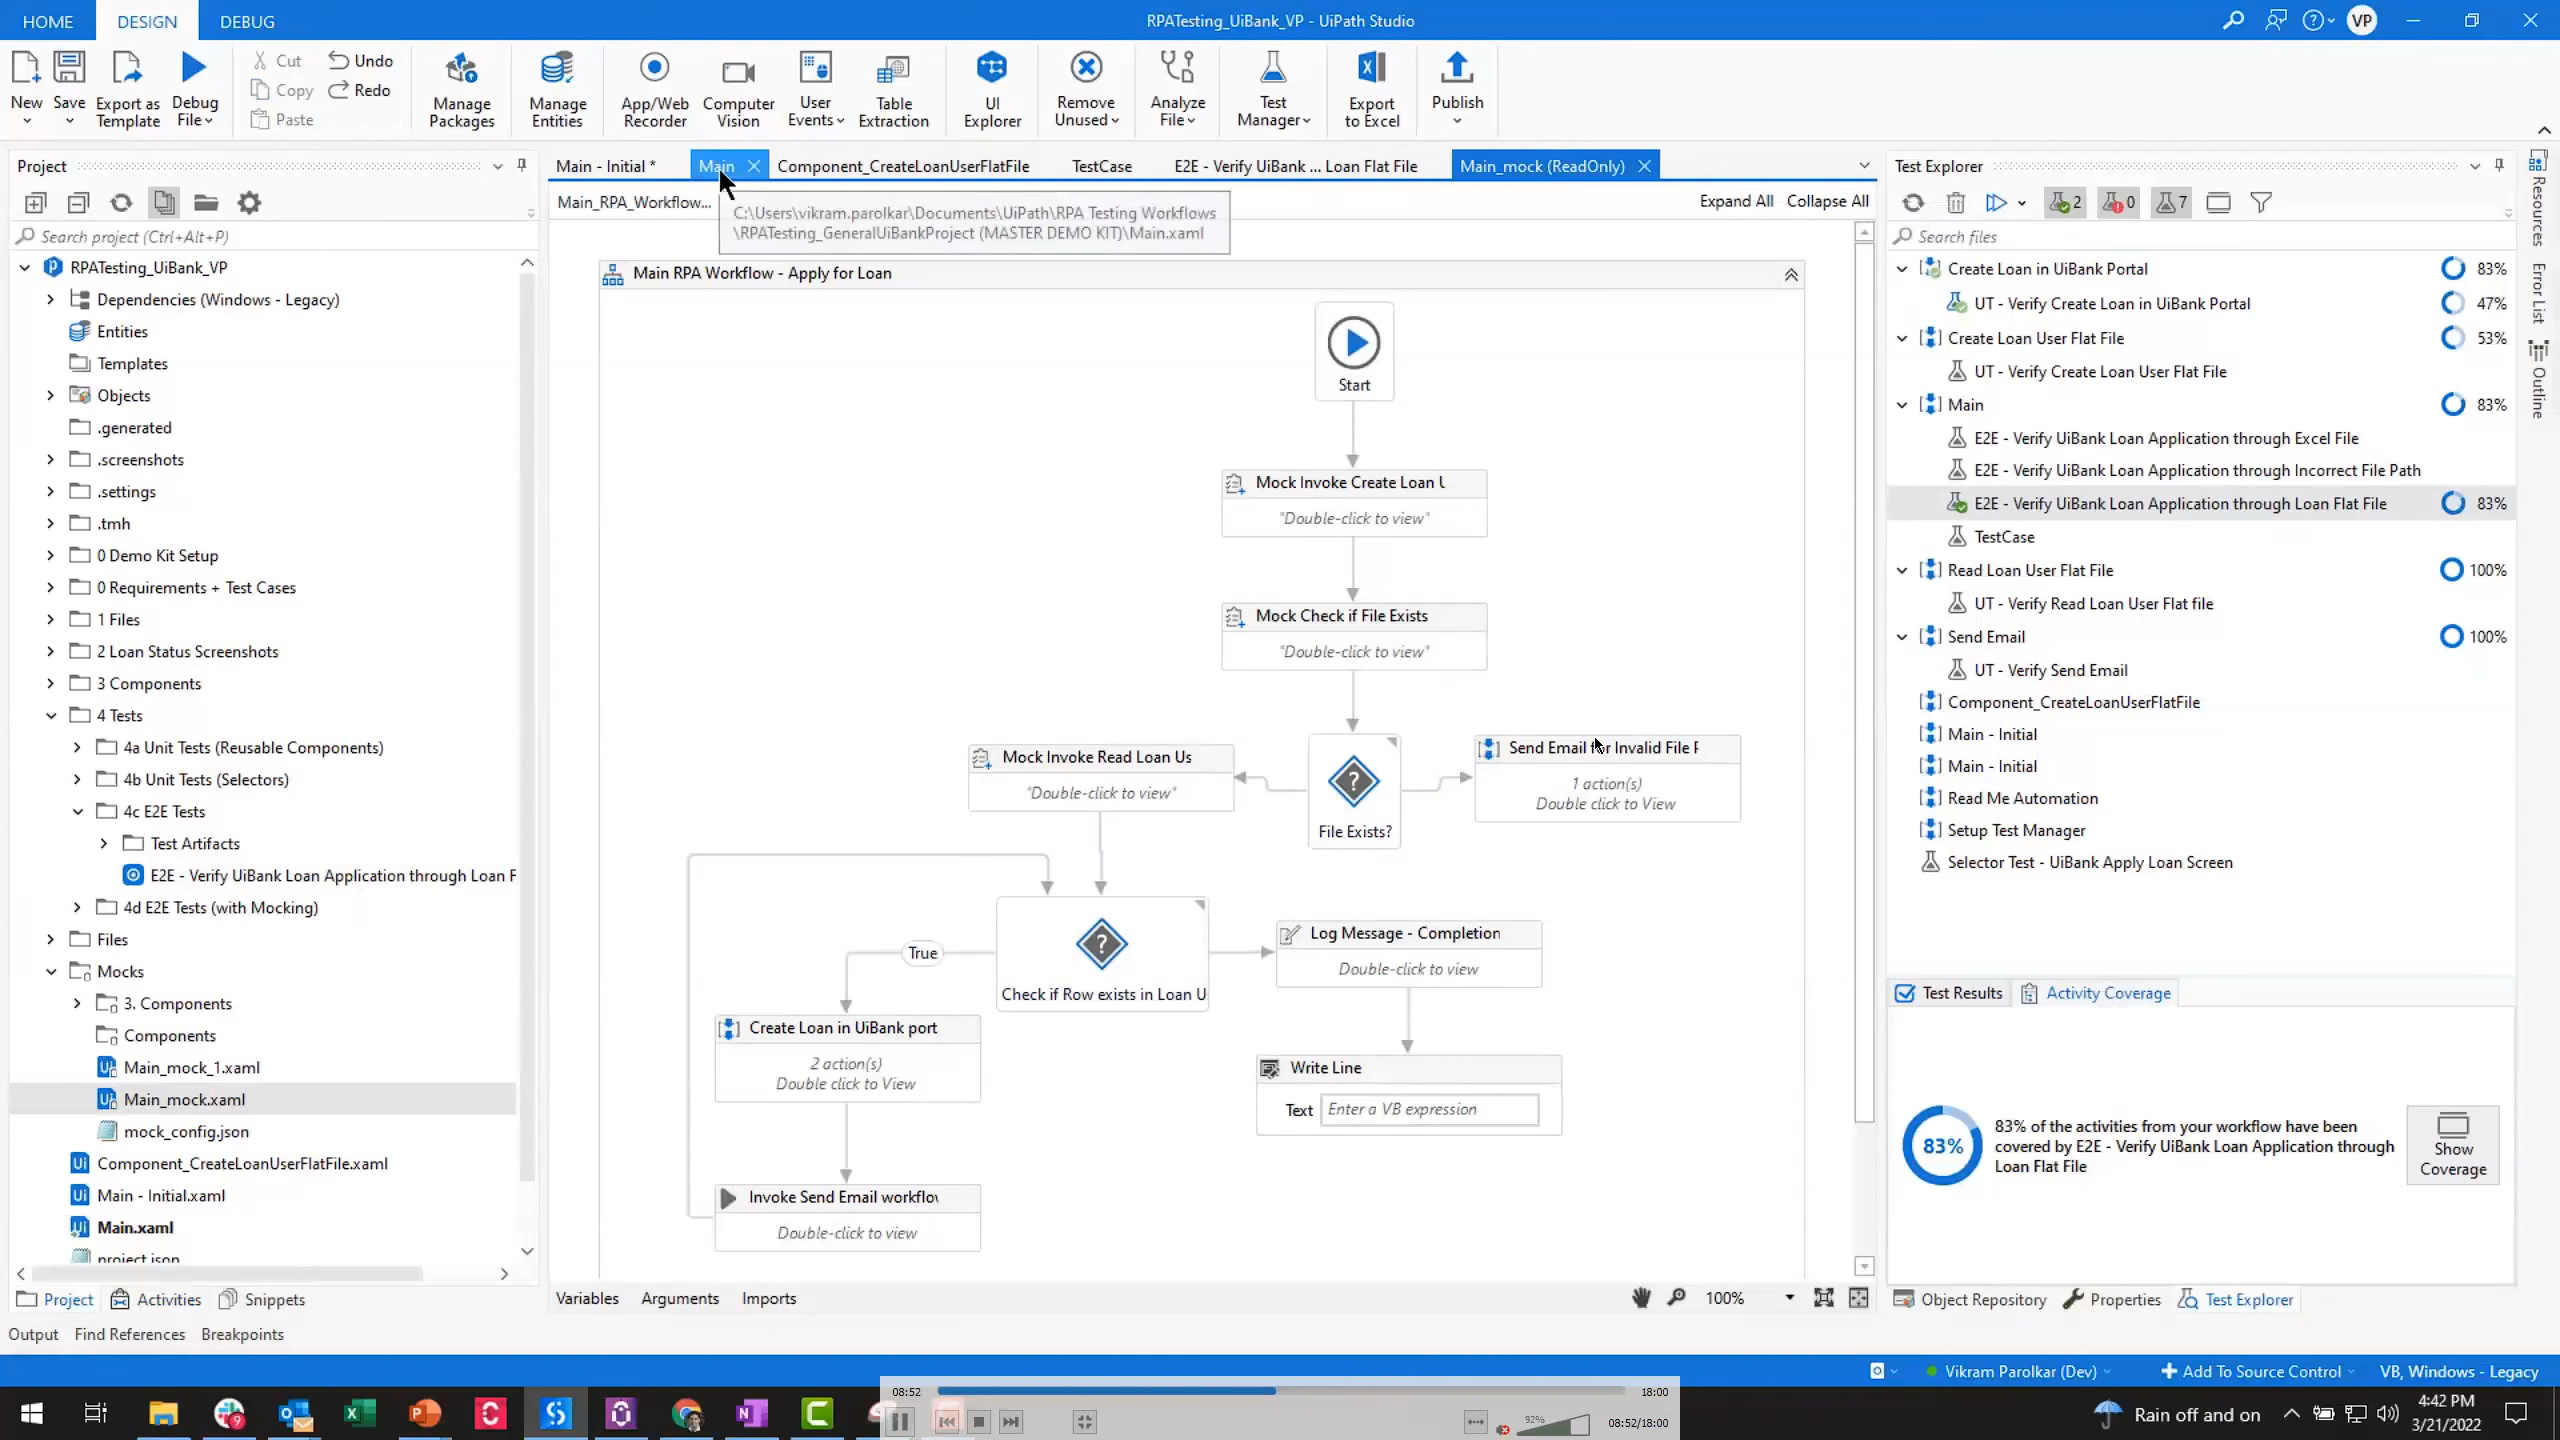 HOME
DESIGN
DEBUG
RPATesting_UiBank_VP - UiPath Studio
VP
New
Save
Export as
Template
Debug
File
Cut
Copy
Paste
Undo
Redo
Manage
Packages
Manage
Entities
App/Web
Recorder
Computer
Vision
User
Events
Table
Extraction
UI
Explorer
Remove
Unused
Analyze
File
Test
Manager
Export
to Excel
Publish
Project
Search project (Ctrl+Alt+P)
RPATesting_UiBank_VP
Dependencies (Windows - Legacy)
Entities
Templates
Objects
.generated
.screenshots
.settings
.tmh
0 Demo Kit Setup
0 Requirements + Test Cases
1 Files
2 Loan Status Screenshots
3 Components
4 Tests
4a Unit Tests (Reusable Components)
4b Unit Tests (Selectors)
4c E2E Tests
Test Artifacts
E2E - Verify UiBank Loan Application through Loan F
4d E2E Tests (with Mocking)
Files
Mocks
3. Components
Components
Main_mock_1.xaml
Main_mock.xaml
mock_config.json
Component_CreateLoanUserFlatFile.xaml
Main - Initial.xaml
Main.xaml
project.json
Project
Activities
Snippets
Main - Initial *
Main
Component_CreateLoanUserFlatFile
TestCase
E2E - Verify UiBank ... Loan Flat File
Main_mock (ReadOnly)
Main_RPA_Workflow...
C:\Users\vikram.parolkar\Documents\UiPath\RPA Testing Workflows
\RPATesting_GeneralUiBankProject (MASTER DEMO KIT)\Main.xaml
Expand All
Collapse All
Main RPA Workflow - Apply for Loan
Start
Mock Invoke Create Loan U
"Double-click to view"
Mock Check if File Exists
"Double-click to view"
Mock Invoke Read Loan Us
"Double-click to view"
File Exists?
Send Email for Invalid File P
1 action(s)
Double click to View
True
Check if Row exists in Loan U
Log Message - Completion
Double-click to view
Create Loan in UiBank port
2 action(s)
Double click to View
Write Line
Text
Enter a VB expression
Invoke Send Email workflow
Double-click to view
Variables
Arguments
Imports
100%
Test Explorer
2
0
7
Search files
Create Loan in UiBank Portal
83%
UT - Verify Create Loan in UiBank Portal
47%
Create Loan User Flat File
53%
UT - Verify Create Loan User Flat File
Main
83%
E2E - Verify UiBank Loan Application through Excel File
E2E - Verify UiBank Loan Application through Incorrect File Path
E2E - Verify UiBank Loan Application through Loan Flat File
83%
TestCase
Read Loan User Flat File
100%
UT - Verify Read Loan User Flat file
Send Email
100%
UT - Verify Send Email
Component_CreateLoanUserFlatFile
Main - Initial
Main - Initial
Read Me Automation
Setup Test Manager
Selector Test - UiBank Apply Loan Screen
Test Results
Activity Coverage
83%
83% of the activities from your workflow have been
covered by E2E - Verify UiBank Loan Application through
Loan Flat File
Show
Coverage
Object Repository
Properties
Test Explorer
Resources
Error List
Outline
Output
Find References
Breakpoints
Vikram Parolkar (Dev)
Add To Source Control
VB, Windows - Legacy
08:52
18:00
92%
08:52/18:00
Rain off and on
4:42 PM
3/21/2022